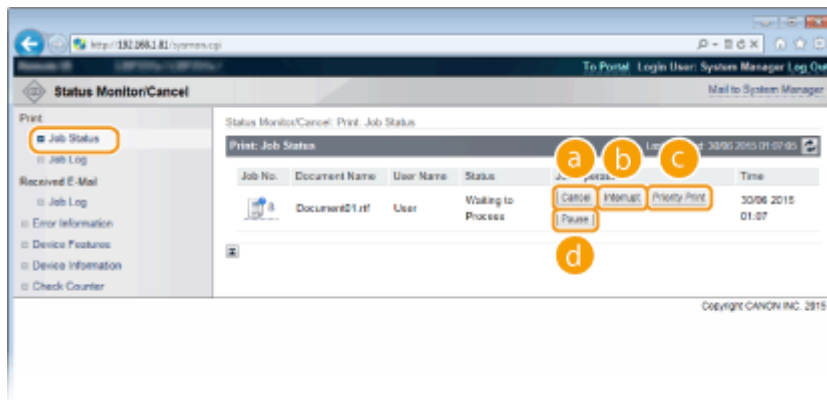 http://192.168.1.81/sysmon.cgi
To Portal Login User: System Manager Log Out
Status Monitor/Cancel
Mail to System Manager
Print
Job Status
Job Log
Received E-Mail
Job Log
Error Information
Device Features
Device Information
Check Counter
Status Monitor/Cancel: Print: Job Status
Print: Job Status
30/06 2015 01:07:05
Job No. Document Name User Name Status Time
8 Document01.rtf User Waiting to Process Cancel Interrupt Priority Print Pause 30/06 2015 01:07
a b c
d
Copyright CANON INC. 2015